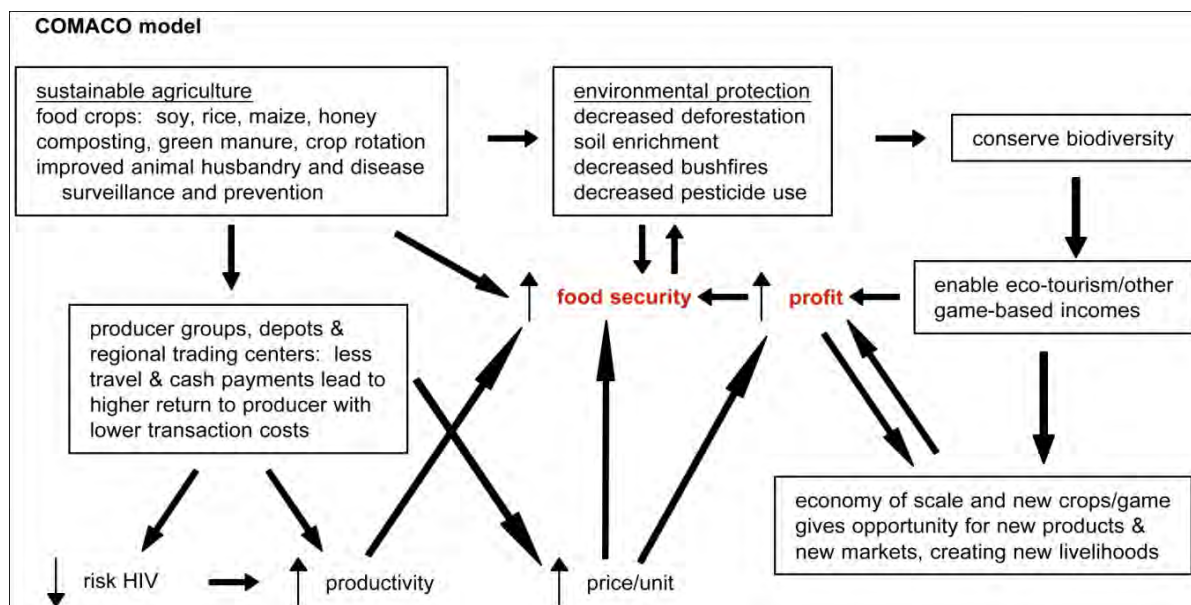 COMACO model
sustainable agriculture
food crops: soy, rice, maize, honey
composting, green manure, crop rotation
improved animal husbandry and disease
surveillance and prevention
environmental protection
decreased deforestation
soil enrichment
decreased bushfires
decreased pesticide use
conserve biodiversity
food security
profit
enable eco-tourism/other
game-based incomes
producer groups, depots &
regional trading centers: less
travel & cash payments lead to
higher return to producer with
lower transaction costs
economy of scale and new crops/game
gives opportunity for new products &
new markets, creating new livelihoods
risk HIV
productivity
price/unit